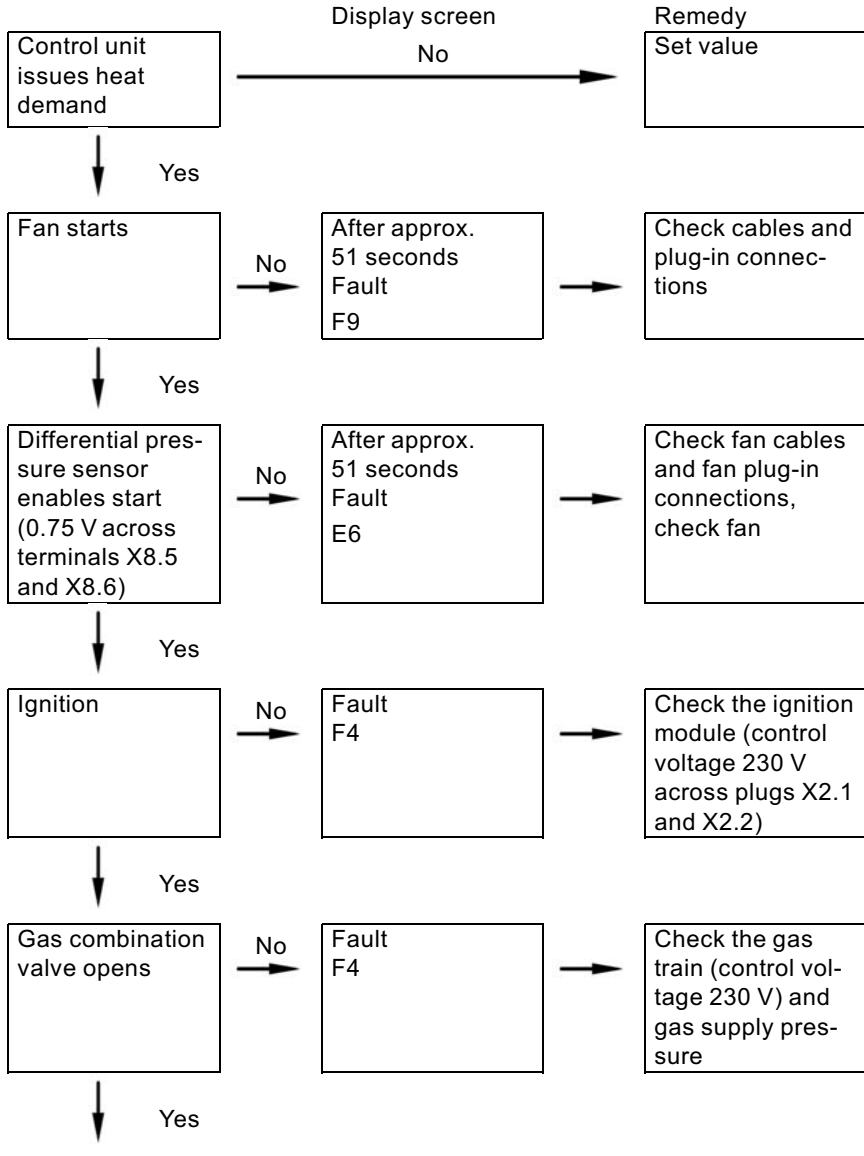 Display screen
Remedy
Control unit
issues heat
demand
No
Set value
Yes
Fan starts
No
After approx.
51 seconds
Fault
F9
Check cables and
plug-in connec-
tions
Yes
Differential pres-
sure sensor
enables start
(0.75 V across
terminals X8.5
and X8.6)
No
After approx.
51 seconds
Fault
E6
Check fan cables
and fan plug-in
connections,
check fan
Yes
Ignition
No
Fault
F4
Check the ignition
module (control
voltage 230 V
across plugs X2.1
and X2.2)
Yes
Gas combination
valve opens
No
Fault
F4
Check the gas
train (control vol-
tage 230 V) and
gas supply pres-
sure
Yes